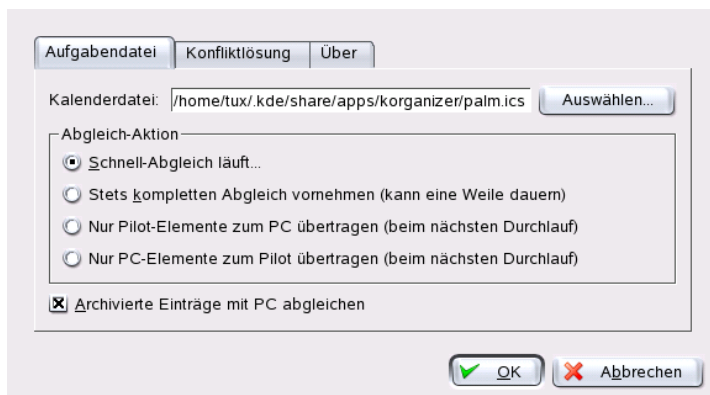 Aufgabendatei Konfliktlösung Über
Kalenderdatei: /home/tux/.kde/share/apps/korganizer/palm.ics Auswählen...
Abgleich-Aktion
Schnell-Abgleich läuft...
Stets kompletten Abgleich vornehmen (kann eine Weile dauern)
Nur Pilot-Elemente zum PC übertragen (beim nächsten Durchlauf)
Nur PC-Elemente zum Pilot übertragen (beim nächsten Durchlauf)
Archivierte Einträge mit PC abgleichen
OK Abbrechen